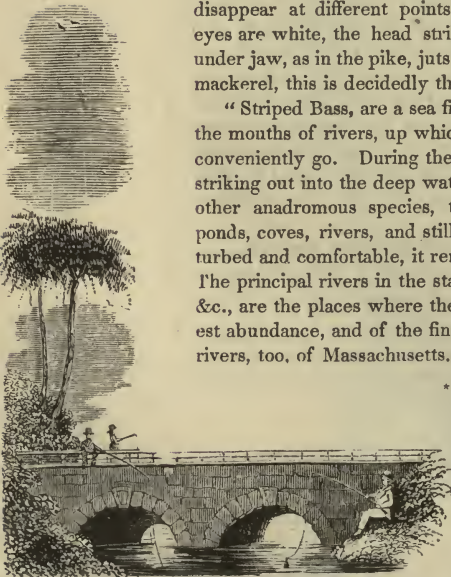 disappear at different points
eyes are white, the head stri
under jaw, as in the pike, juts
mackerel, this is decidedly th
“ Striped Bass, are a sea fi
the mouths of rivers, up whic
conveniently go. During the
striking out into the deep wat
other anadromous species, t
ponds, coves, rivers, and still
turbed and comfortable, it rer
The principal rivers in the sta
&c., are the places where the
est abundance, and of the fin
rivers, too, of Massachusetts.
*